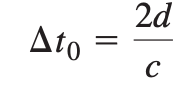 Δt₀ = 2d/c